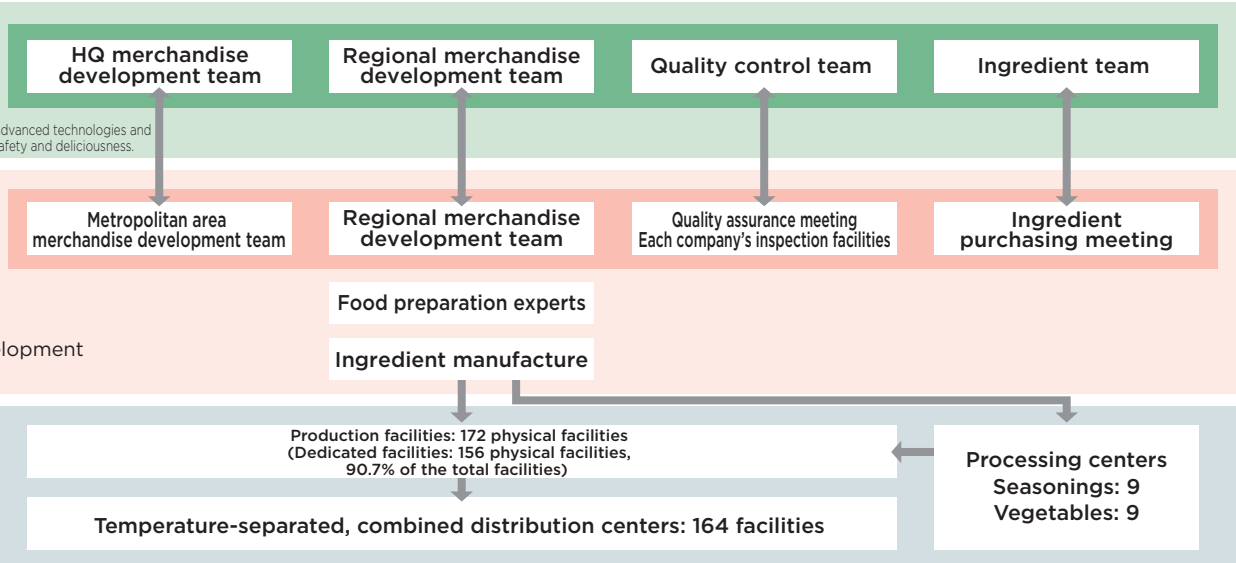 HQ merchandise
development team
Regional merchandise
development team
Quality control team
Ingredient team
dvanced technologies and
afety and deliciousness.
Metropolitan area
merchandise development team
Regional merchandise
development team
Quality assurance meeting
Each company's inspection facilities
Ingredient
purchasing meeting
Food preparation experts
elopment
Ingredient manufacture
Production facilities: 172 physical facilities
(Dedicated facilities: 156 physical facilities,
90.7% of the total facilities)
Processing centers
Seasonings: 9
Vegetables: 9
Temperature-separated, combined distribution centers: 164 facilities